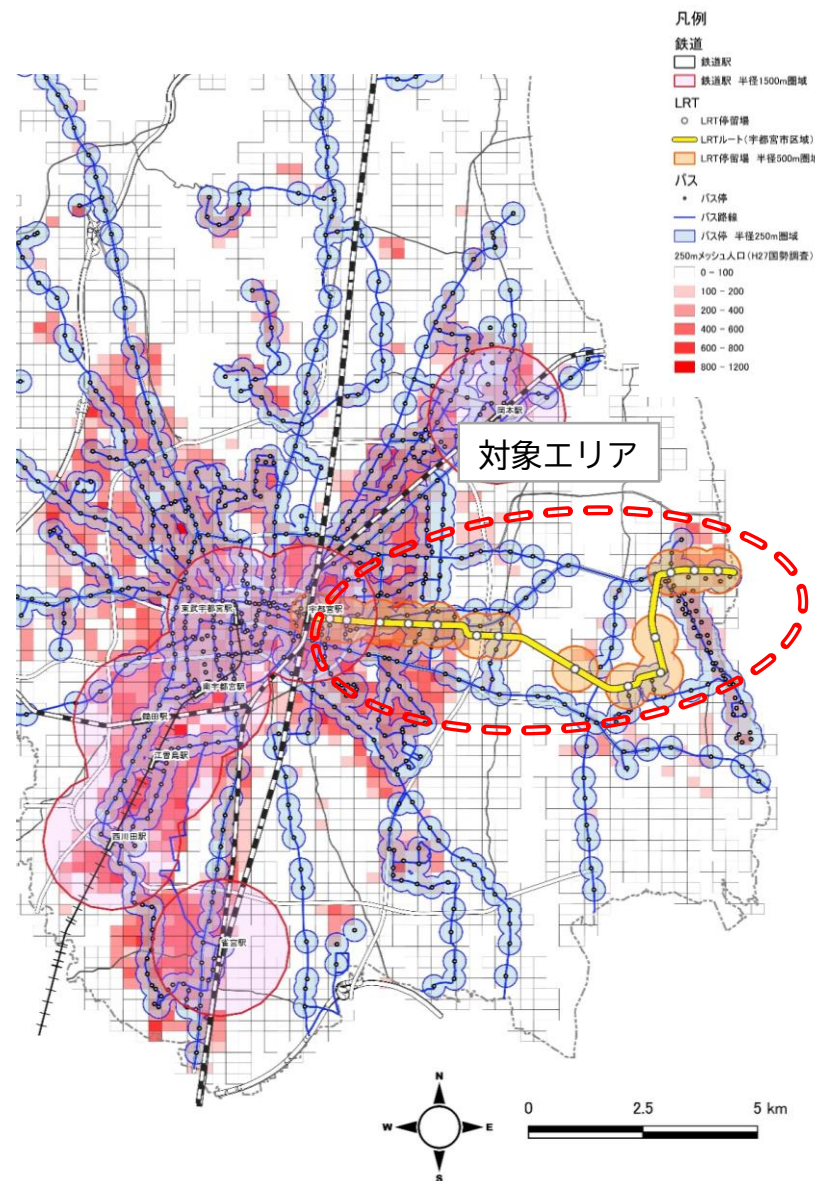 凡例
鉄道
鉄道駅
鉄道駅 半径1500m圏域
LRT
LRT停留場
LRTルート(宇都宮市区域)
LRT停留場 半径500m圏域
バス
バス停
バス路線
バス停 半径250m圏域
250mメッシュ人口(H27国勢調査)
0 - 100
100 - 200
200 - 400
400 - 600
600 - 800
800 - 1200
岡本駅
対象エリア
東武宇都宮駅
宇都宮駅
南宇都宮駅
鶴田駅
江曽島駅
西川田駅
雀宮駅
N
W
E
S
0 2.5 5 km